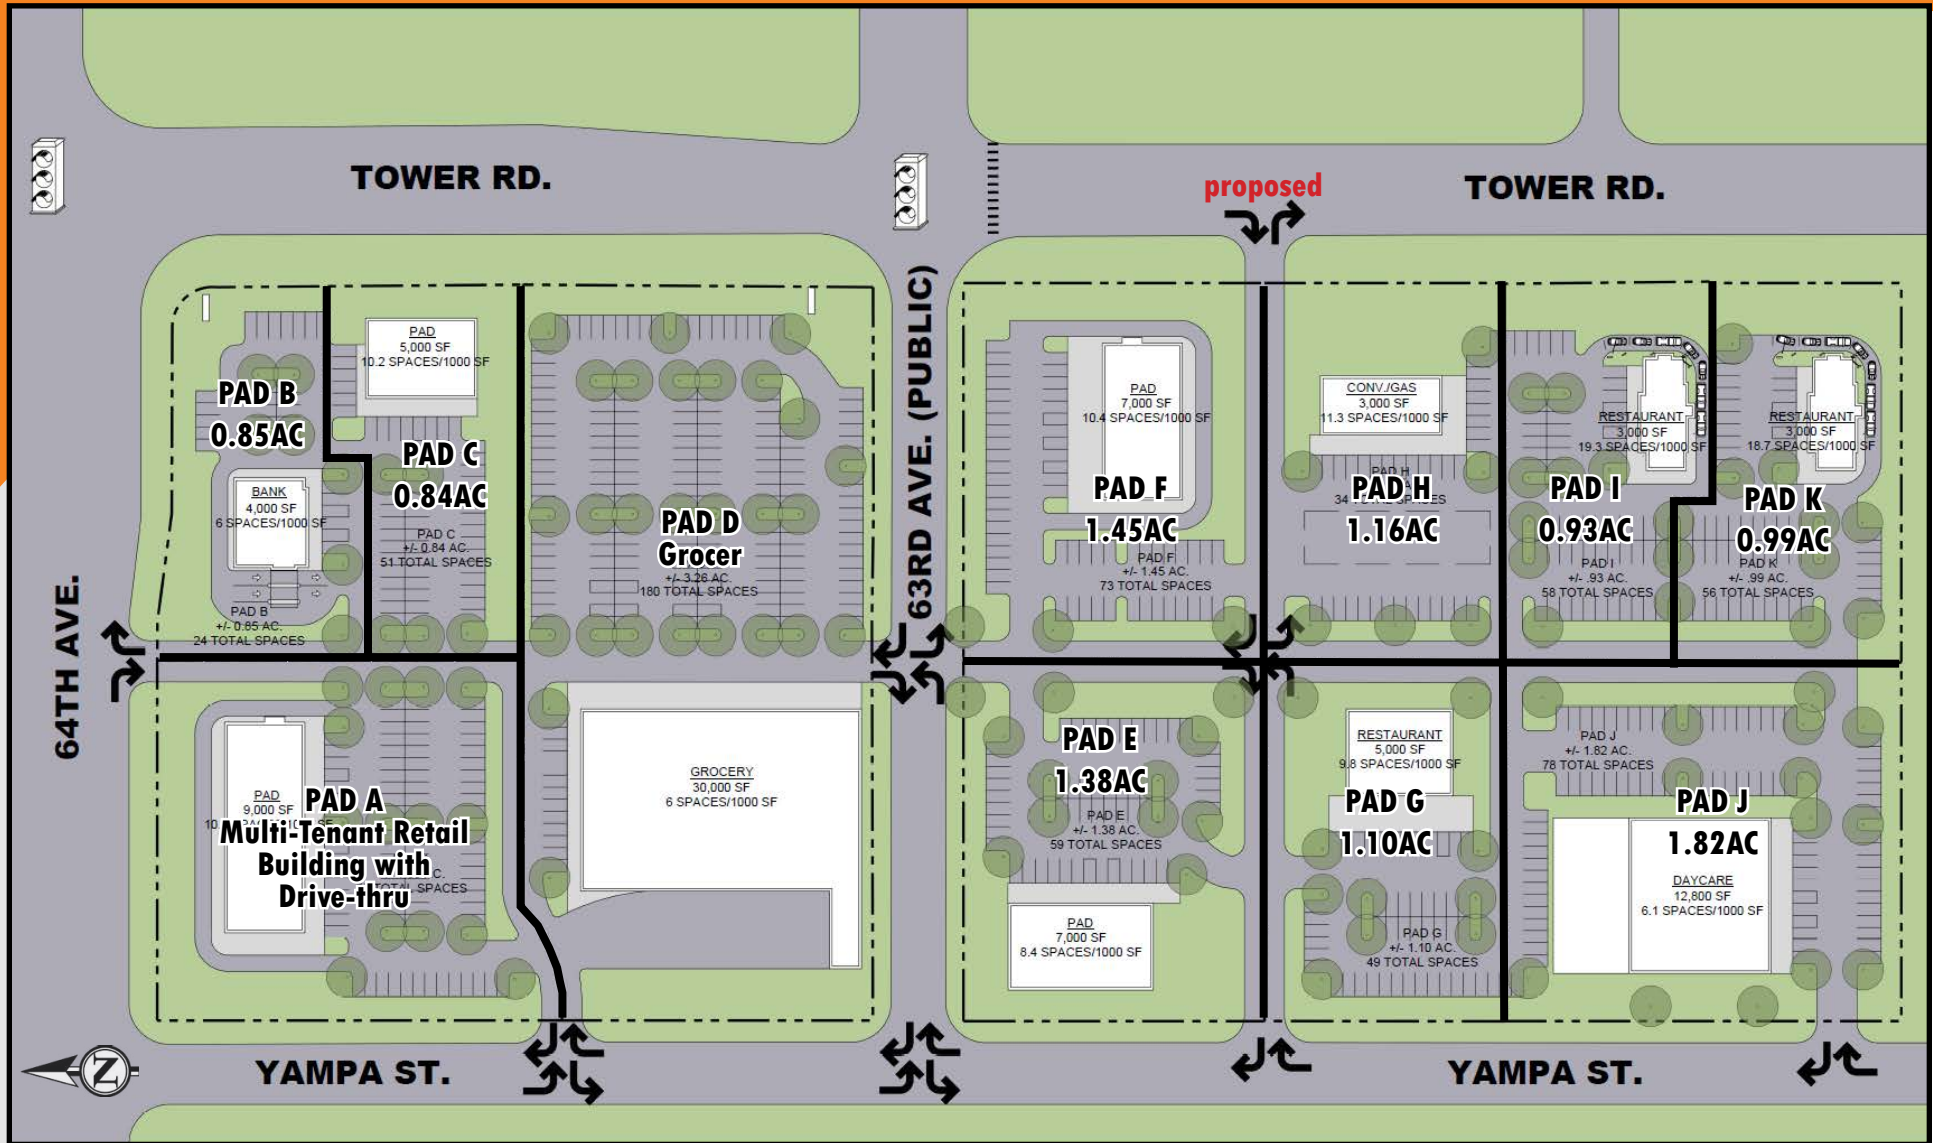 TOWER RD.
proposed
TOWER RD.
64TH AVE.
63RD AVE. (PUBLIC)
PAD
5,000 SF
10.2 SPACES/1000 SF
PAD B
0.85AC
BANK
4,000 SF
6 SPACES/1000 SF
PAD B
+/- 0.85 AC.
24 TOTAL SPACES
PAD C
0.84AC
PAD C
+/- 0.84 AC.
51 TOTAL SPACES
PAD D
Grocer
+/- 3.26 AC.
180 TOTAL SPACES
PAD
7,000 SF
10.4 SPACES/1000 SF
PAD F
1.45AC
PAD F
+/- 1.45 AC.
73 TOTAL SPACES
CONV./GAS
3,000 SF
11.3 SPACES/1000 SF
PAD H
PAD H
1.16AC
RESTAURANT
3,000 SF
19.3 SPACES/1000 SF
PAD I
0.93AC
PAD I
+/- .93 AC.
58 TOTAL SPACES
RESTAURANT
3,000 SF
18.7 SPACES/1000 SF
PAD K
0.99AC
PAD K
+/- .99 AC.
56 TOTAL SPACES
PAD
9,000 SF
PAD A
Multi-Tenant Retail
Building with
Drive-thru
SPACES
GROCERY
30,000 SF
6 SPACES/1000 SF
PAD E
1.38AC
PAD E
+/- 1.38 AC.
59 TOTAL SPACES
PAD
7,000 SF
8.4 SPACES/1000 SF
RESTAURANT
5,000 SF
9.8 SPACES/1000 SF
PAD G
1.10AC
PAD G
+/- 1.10 AC.
49 TOTAL SPACES
PAD J
+/- 1.82 AC.
78 TOTAL SPACES
PAD J
1.82AC
DAYCARE
12,800 SF
6.1 SPACES/1000 SF
Z
YAMPA ST.
YAMPA ST.